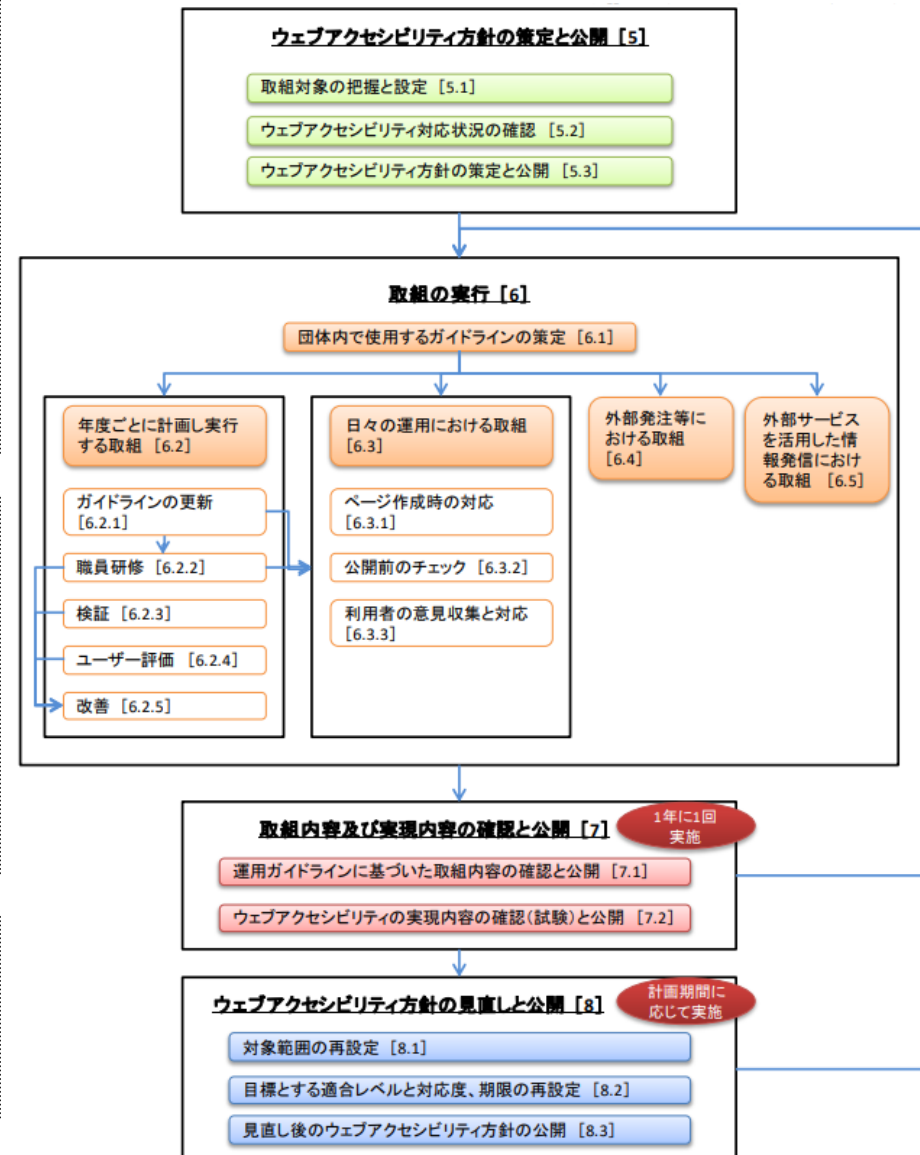 ウェブアクセシビリティ方針の策定と公開 [5]
取組対象の把握と設定 [5.1]
ウェブアクセシビリティ対応状況の確認 [5.2]
ウェブアクセシビリティ方針の策定と公開 [5.3]
取組の実行 [6]
団体内で使用するガイドラインの策定 [6.1]
年度ごとに計画し実行
する取組 [6.2]
ガイドラインの更新
[6.2.1]
職員研修 [6.2.2]
検証 [6.2.3]
ユーザー評価 [6.2.4]
改善 [6.2.5]
日々の運用における取組
[6.3]
ページ作成時の対応
[6.3.1]
公開前のチェック [6.3.2]
利用者の意見収集と対応
[6.3.3]
外部発注等に
おける取組
[6.4]
外部サービス
を活用した情
報発信におけ
る取組 [6.5]
取組内容及び実現内容の確認と公開 [7]
1年に1回
実施
運用ガイドラインに基づいた取組内容の確認と公開 [7.1]
ウェブアクセシビリティの実現内容の確認(試験)と公開 [7.2]
ウェブアクセシビリティ方針の見直しと公開 [8]
計画期間に
応じて実施
対象範囲の再設定 [8.1]
目標とする適合レベルと対応度、期限の再設定 [8.2]
見直し後のウェブアクセシビリティ方針の公開 [8.3]